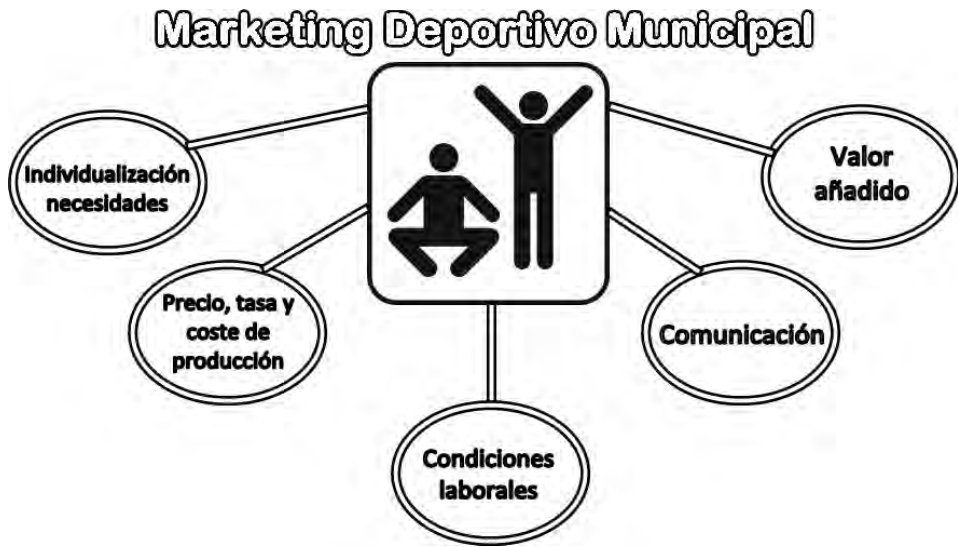 Marketing Deportivo Municipal
Individualización
necesidades
Precio, tasa y
coste de
producción
Condiciones
laborales
Comunicación
Valor
añadido